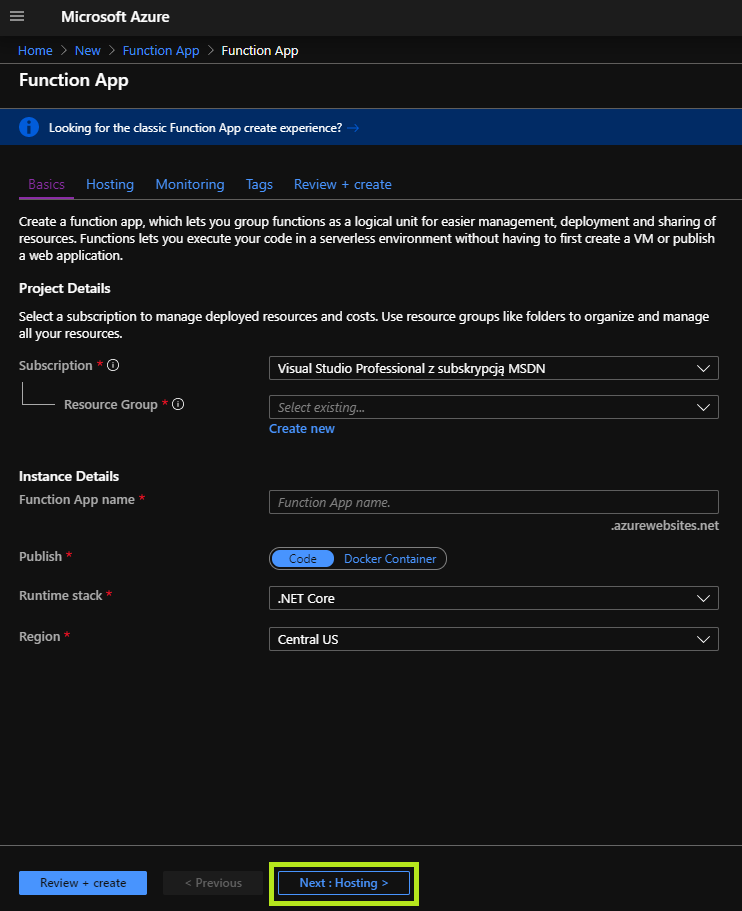 Microsoft Azure
Home > New > Function App > Function App
Function App
Looking for the classic Function App create experience? →
Basics Hosting Monitoring Tags Review + create
Create a function app, which lets you group functions as a logical unit for easier management, deployment and sharing of
resources. Functions lets you execute your code in a serverless environment without having to first create a VM or publish
a web application.
Project Details
Select a subscription to manage deployed resources and costs. Use resource groups like folders to organize and manage
all your resources.
Subscription * Visual Studio Professional z subskrypcją MSDN
Resource Group * Select existing...
Create new
Instance Details
Function App name * Function App name.
.azurewebsites.net
Publish * Code Docker Container
Runtime stack * .NET Core
Region * Central US
Review + create < Previous Next : Hosting >